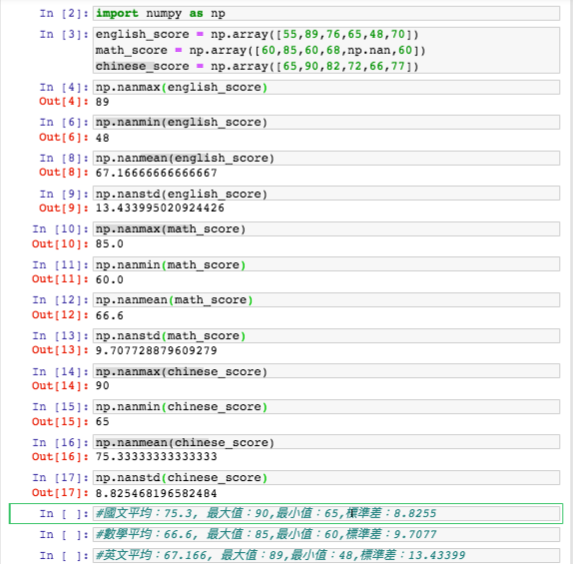 In [2]: import numpy as np
In [3]: english_score = np.array([55,89,76,65,48,70])
math_score = np.array([60,85,60,68,np.nan,60])
chinese_score = np.array([65,90,82,72,66,77])
In [4]: np.nanmax(english_score)
Out[4]: 89
In [6]: np.nanmin(english_score)
Out[6]: 48
In [8]: np.nanmean(english_score)
Out[8]: 67.16666666666667
In [9]: np.nanstd(english_score)
Out[9]: 13.433995020924426
In [10]: np.nanmax(math_score)
Out[10]: 85.0
In [11]: np.nanmin(math_score)
Out[11]: 60.0
In [12]: np.nanmean(math_score)
Out[12]: 66.6
In [13]: np.nanstd(math_score)
Out[13]: 9.707728879609279
In [14]: np.nanmax(chinese_score)
Out[14]: 90
In [15]: np.nanmin(chinese_score)
Out[15]: 65
In [16]: np.nanmean(chinese_score)
Out[16]: 75.33333333333333
In [17]: np.nanstd(chinese_score)
Out[17]: 8.825468196582484
In [ ]: #國文平均：75.3, 最大值：90,最小值：65,標準差：8.8255
In [ ]: #數學平均：66.6, 最大值：85,最小值：60,標準差：9.7077
In [ ]: #英文平均：67.166, 最大值：89,最小值：48,標準差：13.43399